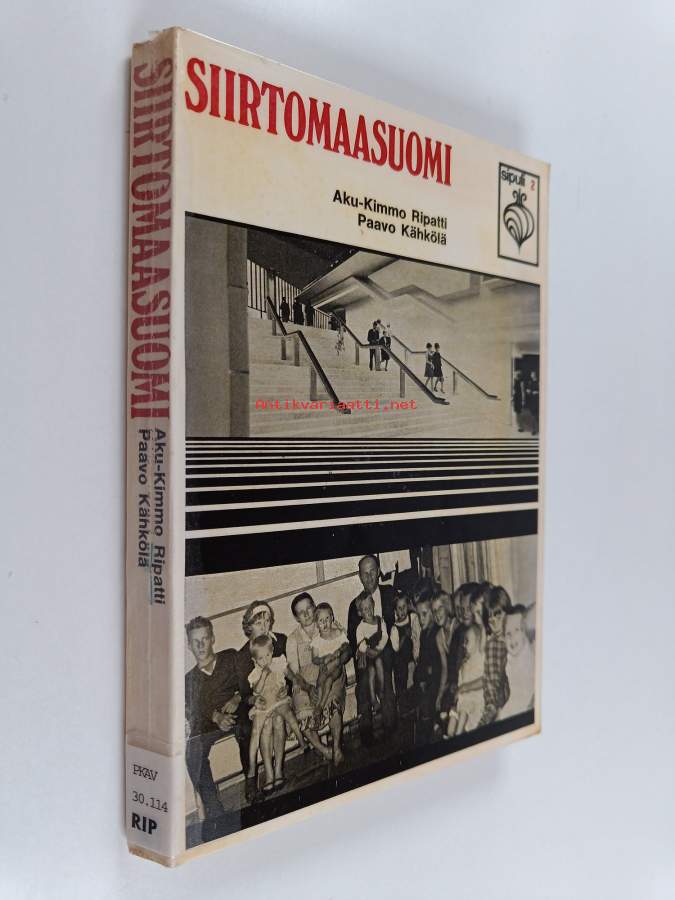 SIIRTOMAASUOMI
Aku-Kimmo Ripatti
Paavo Kähkölä
sipuli 2
SIIRTOMAASUOMI
Aku-Kimmo Ripatti
Paavo Kähkölä
Antikvariaatti.net
PKAV
30.114
RIP